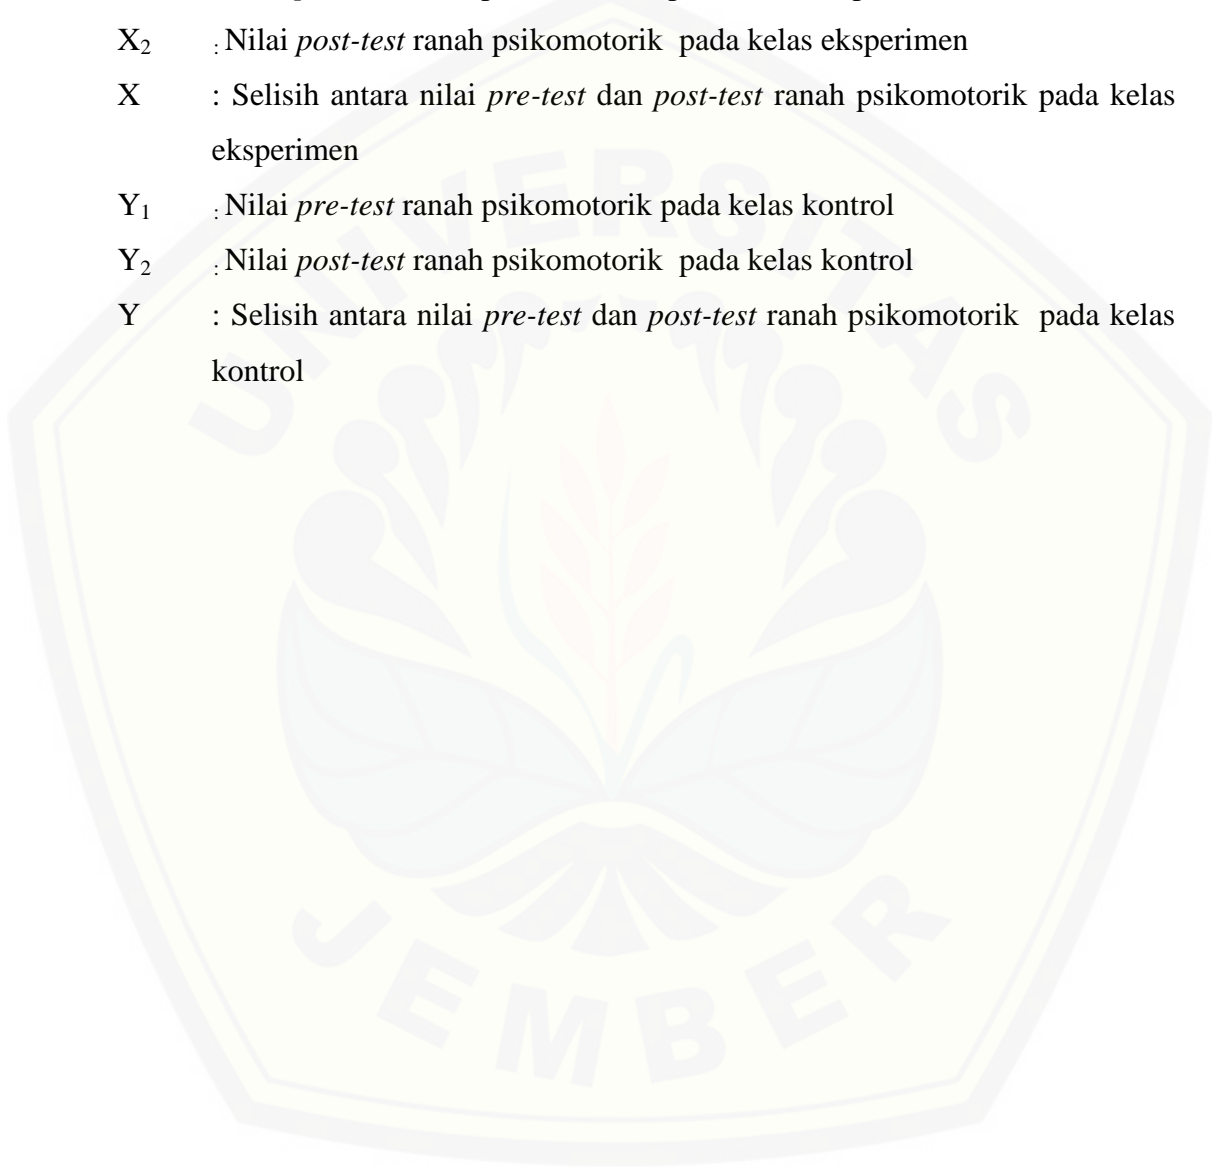 X₂ : Nilai post-test ranah psikomotorik pada kelas eksperimen
X : Selisih antara nilai pre-test dan post-test ranah psikomotorik pada kelas
eksperimen
Y₁ : Nilai pre-test ranah psikomotorik pada kelas kontrol
Y₂ : Nilai post-test ranah psikomotorik pada kelas kontrol
Y : Selisih antara nilai pre-test dan post-test ranah psikomotorik pada kelas
kontrol
UNIVERSITAS
JEMBER